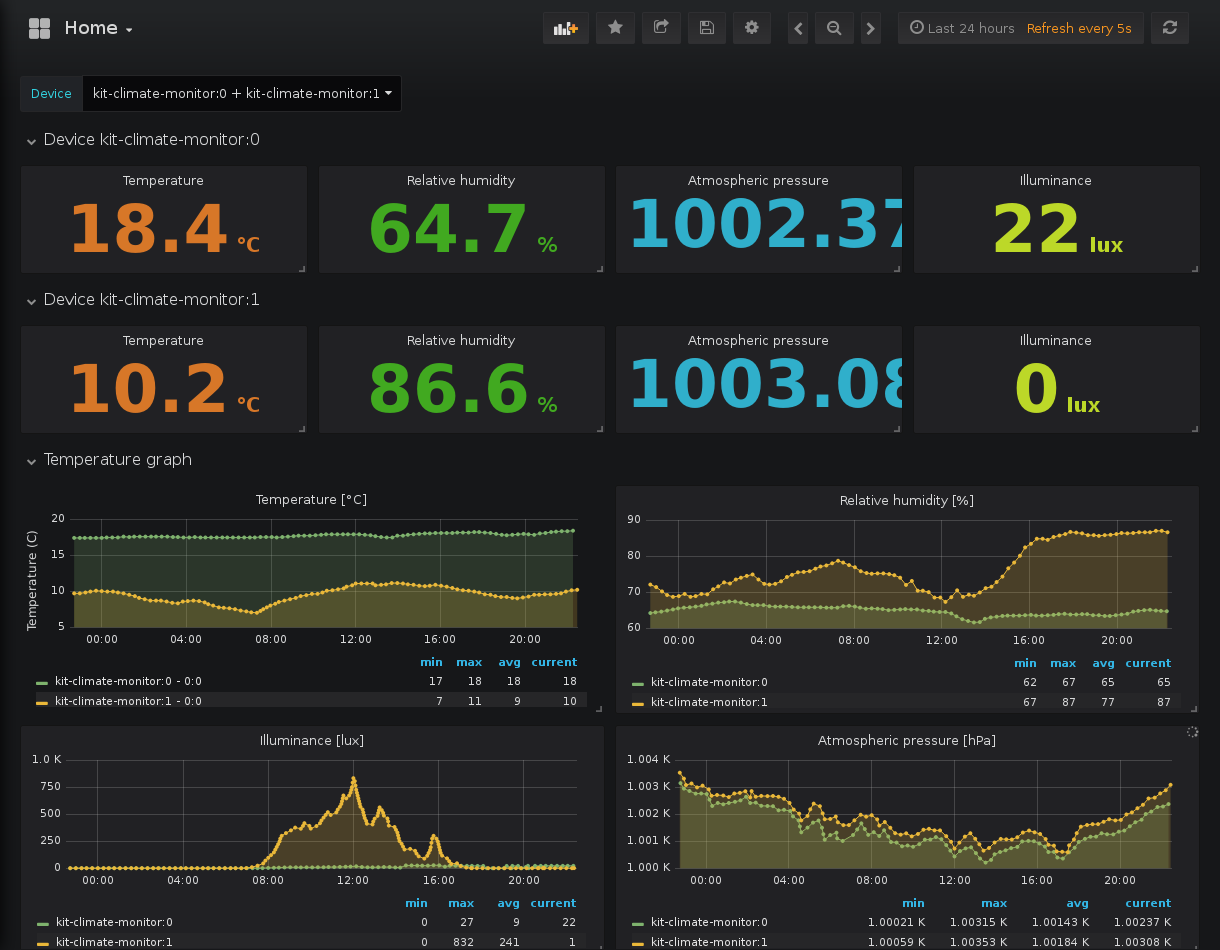 Home
Last 24 hours Refresh every 5s
Device kit-climate-monitor:0 + kit-climate-monitor:1
Device kit-climate-monitor:0
Temperature Relative humidity Atmospheric pressure Illuminance
18.4 °C 64.7 % 1002.37 22 lux
Device kit-climate-monitor:1
Temperature Relative humidity Atmospheric pressure Illuminance
10.2 °C 86.6 % 1003.08 0 lux
Temperature graph
Temperature [°C]
Temperature (C)
20
15
10
5
00:00 04:00 08:00 12:00 16:00 20:00
min max avg current
kit-climate-monitor:0 - 0:0 17 18 18 18
kit-climate-monitor:1 - 0:0 7 11 9 10
Relative humidity [%]
90
80
70
60
00:00 04:00 08:00 12:00 16:00 20:00
min max avg current
kit-climate-monitor:0 62 67 65 65
kit-climate-monitor:1 67 87 77 87
Illuminance [lux]
1.0 K
750
500
250
0
00:00 04:00 08:00 12:00 16:00 20:00
min max avg current
kit-climate-monitor:0 0 27 9 22
kit-climate-monitor:1 0 832 241 1
Atmospheric pressure [hPa]
1.004 K
1.003 K
1.002 K
1.001 K
1.000 K
00:00 04:00 08:00 12:00 16:00 20:00
min max avg current
kit-climate-monitor:0 1.00021 K 1.00315 K 1.00143 K 1.00237 K
kit-climate-monitor:1 1.00059 K 1.00353 K 1.00184 K 1.00308 K